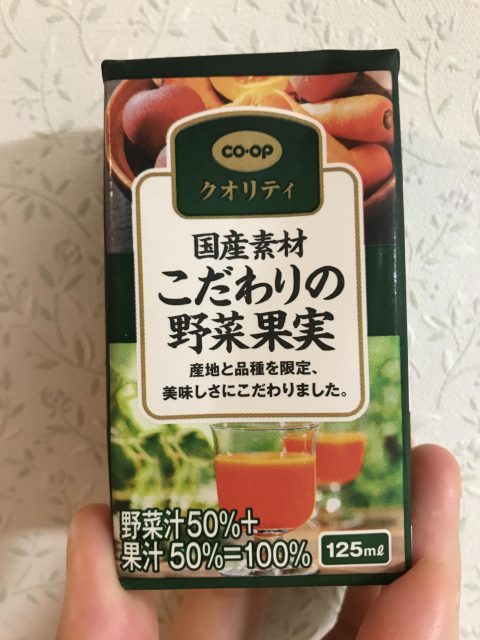 CO·OP
クオリティ
国産素材
こだわりの
野菜果実
産地と品種を限定、
美味しさにこだわりました。
野菜汁50%+
果汁50%=100%
125mℓ